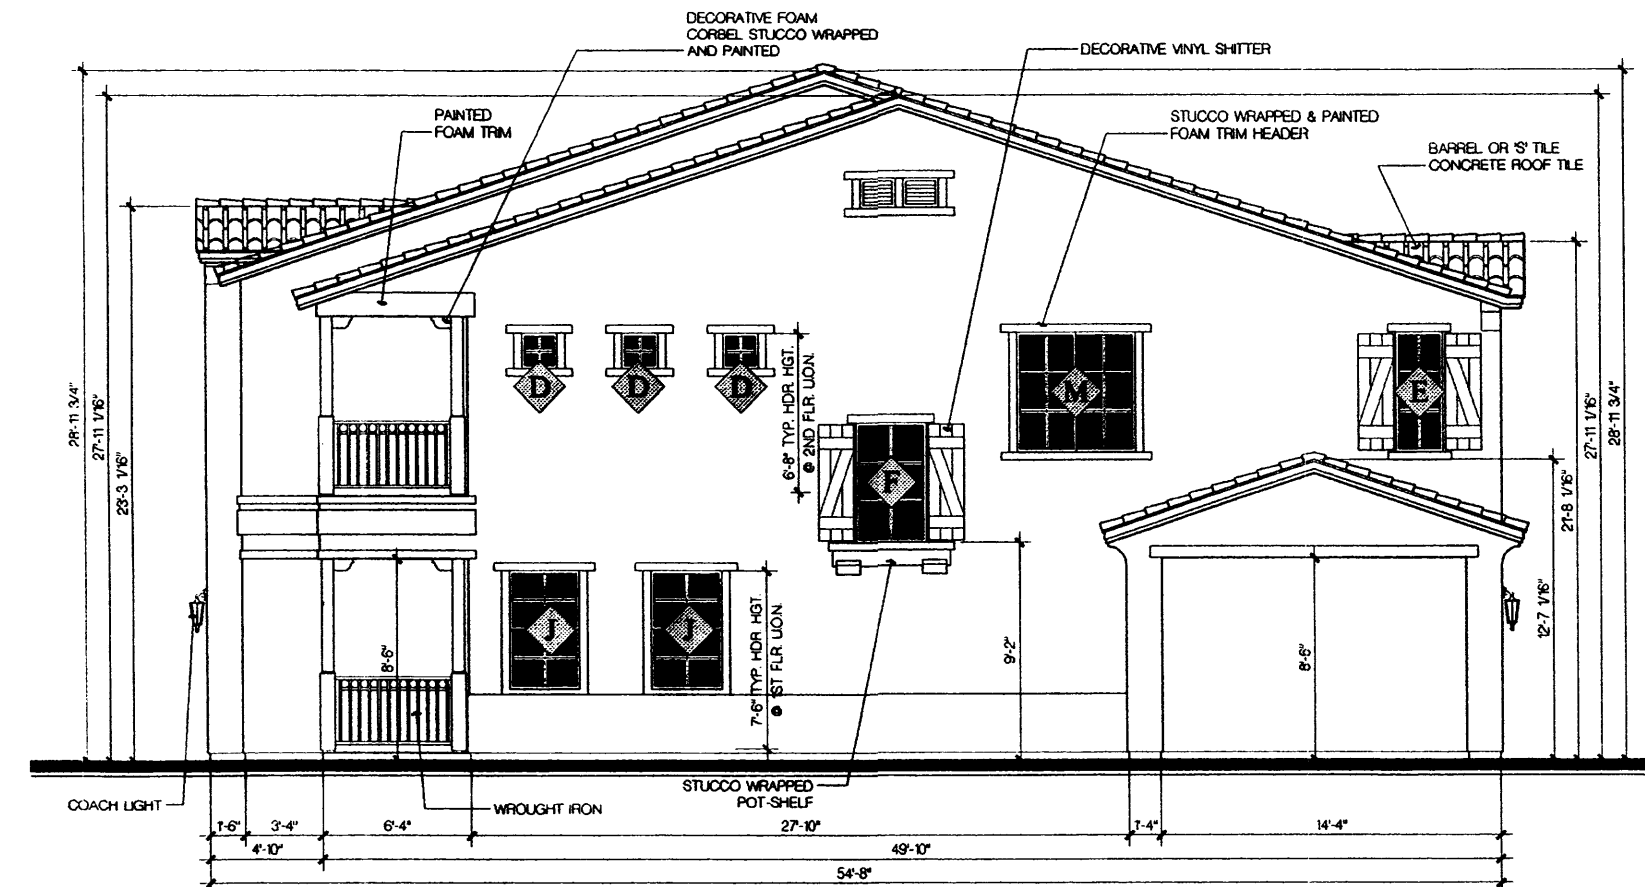 DECORATIVE FOAM
CORBEL STUCCO WRAPPED
AND PAINTED
DECORATIVE VINYL SHITTER
PAINTED
FOAM TRIM
STUCCO WRAPPED & PAINTED
FOAM TRIM HEADER
BARREL OR 'S' TILE
CONCRETE ROOF TILE
28'-11 3/4"
27'-11 1/16"
23'-3 1/16"
D
D
D
6'-8" TYP. HDR. HGT.
@ 2ND FLR. U.O.N.
M
E
F
27'-11 1/16"
28'-11 3/4"
21'-8 1/16"
12'-7 1/16"
8'-6"
J
J
7'-6" TYP. HDR. HGT.
@ 1ST FLR. U.O.N.
9'-2"
8'-6"
COACH LIGHT
WROUGHT IRON
STUCCO WRAPPED
POT-SHELF
1'-6"
3'-4"
6'-4"
27'-10"
1'-4"
14'-4"
4'-10"
49'-10"
54'-8"